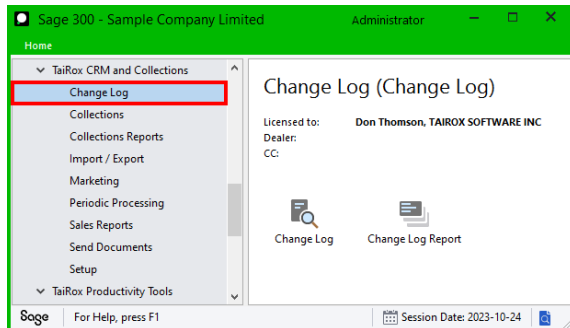 Sage 300 - Sample Company Limited Administrator
Home
TaiRox CRM and Collections
Change Log
Collections
Collections Reports
Import / Export
Marketing
Periodic Processing
Sales Reports
Send Documents
Setup
TaiRox Productivity Tools
Change Log (Change Log)
Licensed to: Don Thomson, TAIROX SOFTWARE INC
Dealer:
CC:
Change Log Change Log Report
Sage For Help, press F1 Session Date: 2023-10-24